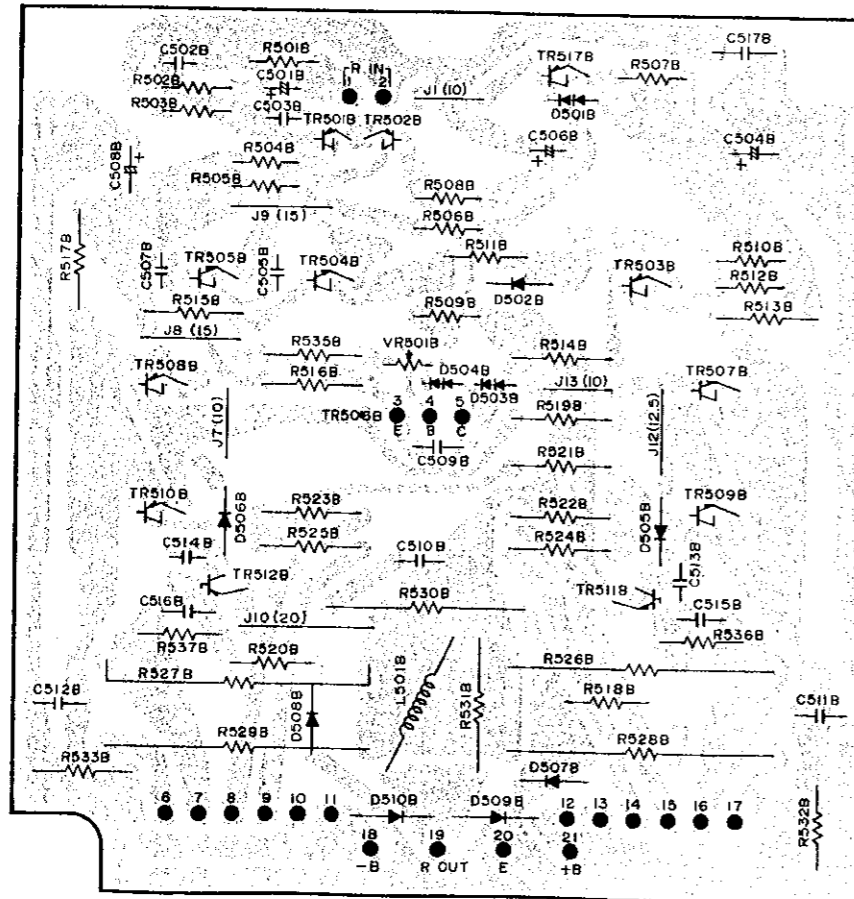 C502B R501B C517B
R502B C501B R IN TR517B R507B
1 2 J1 (10)
R503B C503B D501B
TR501B TR502B
C508B + R504B C506B C504B
+ +
R505B R508B
J9 (15) R506B
R517B R511B R510B
C507B TR505B C505B TR504B TR503B R512B
D502B
R515B R509B R513B
J8 (15)
R535B VR501B R514B
TR508B R516B D504B D503B J13 (10) TR507B
J7 (10) TR506B 3 4 5 R519B J12 (12.5)
E B C
C509B R521B
TR510B D506B R523B R522B D505B TR509B
C514B R525B C510B R524B
TR512B C513B
C516B R530B TR511B C515B
J10 (20)
R537B R520B R536B
R527B L501B R531B R526B
C512B D508B R518B C511B
R529B R528B
R533B D507B
6 7 8 9 10 11 D510B D509B 12 13 14 15 16 17 R532B
18 19 20 21
-B R OUT E +B